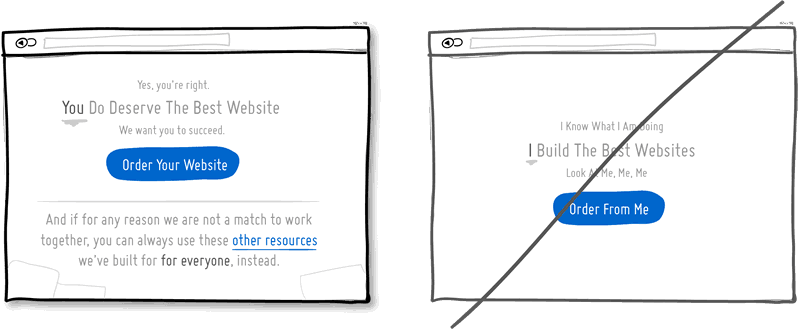 Yes, you're right.
You Do Deserve The Best Website
We want you to succeed.
Order Your Website
And if for any reason we are not a match to work
together, you can always use these other resources
we've built for for everyone, instead.
I Know What I Am Doing
I Build The Best Websites
Look At Me, Me, Me
Order From Me